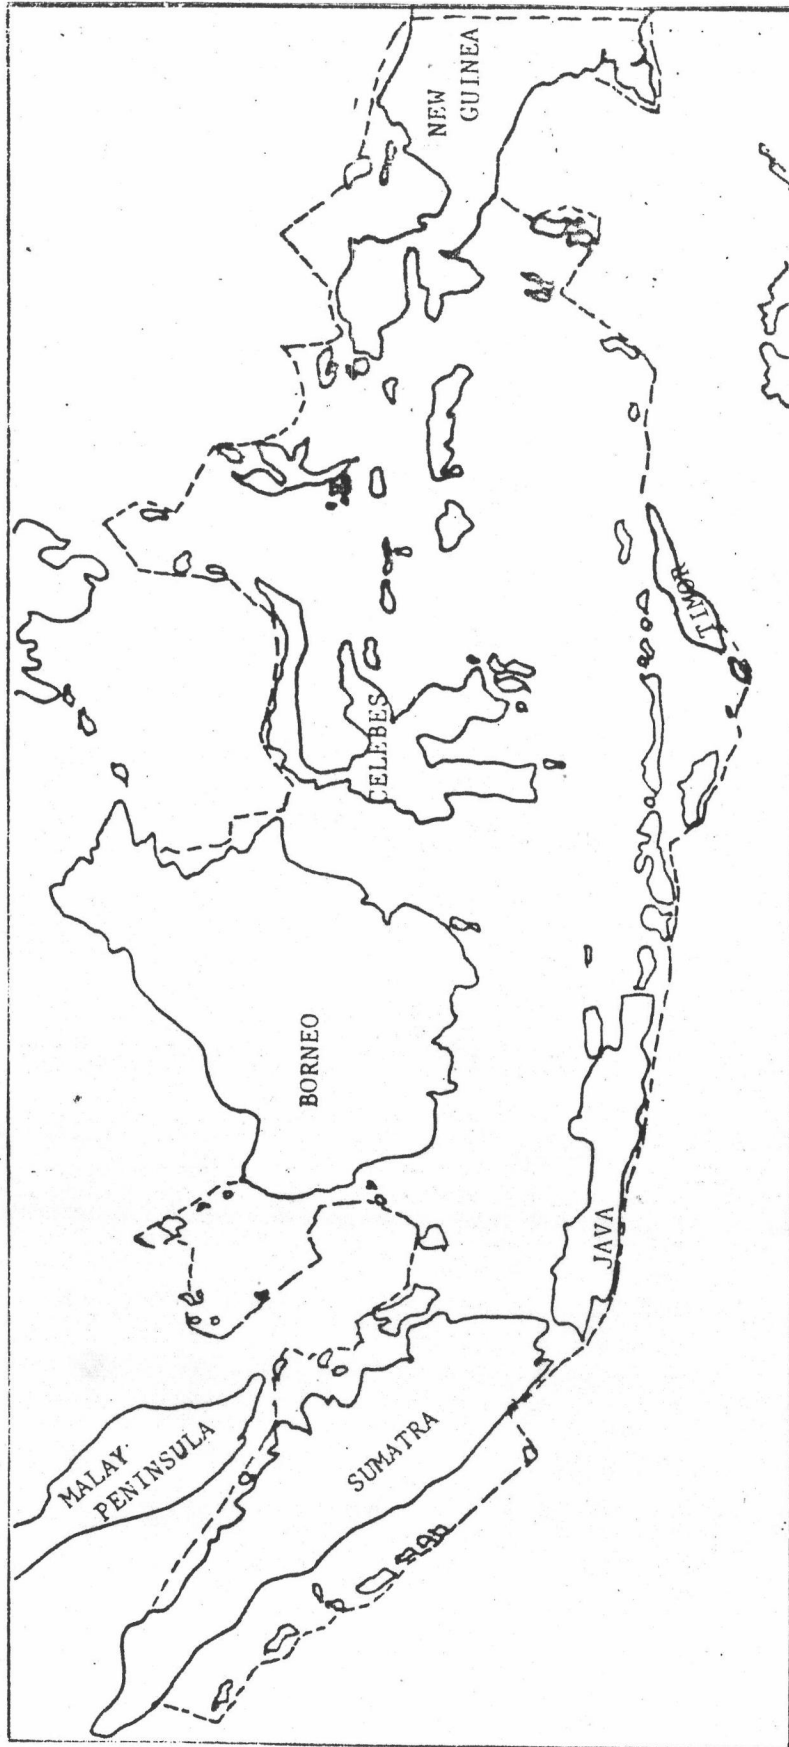 NEW
GUINEA
CELEBES
TIMOR
BORNEO
JAVA
MALAY
PENINSULA
SUMATRA